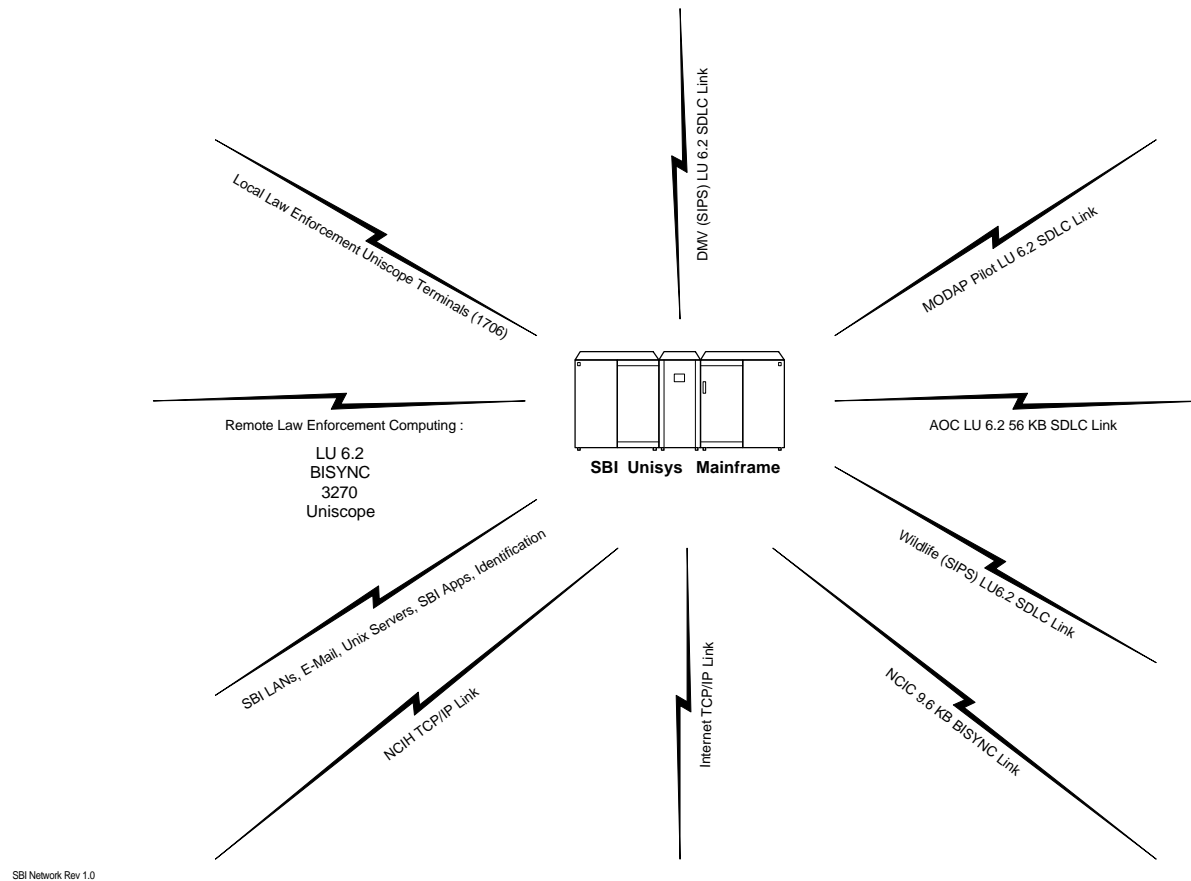 DMV (SIPS) LU 6.2 SDLC Link
Local Law Enforcement Uniscope Terminals (1706)
MODAP Pilot LU 6.2 SDLC Link
Remote Law Enforcement Computing :
LU 6.2
BISYNC
3270
Uniscope
SBI Unisys Mainframe
AOC LU 6.2 56 KB SDLC Link
Wildlife (SIPS) LU6.2 SDLC Link
SBI LANs, E-Mail, Unix Servers, SBI Apps, Identification
NCIH TCP/IP Link
Internet TCP/IP Link
NCIC 9.6 KB BISYNC Link
SBI Network Rev 1.0